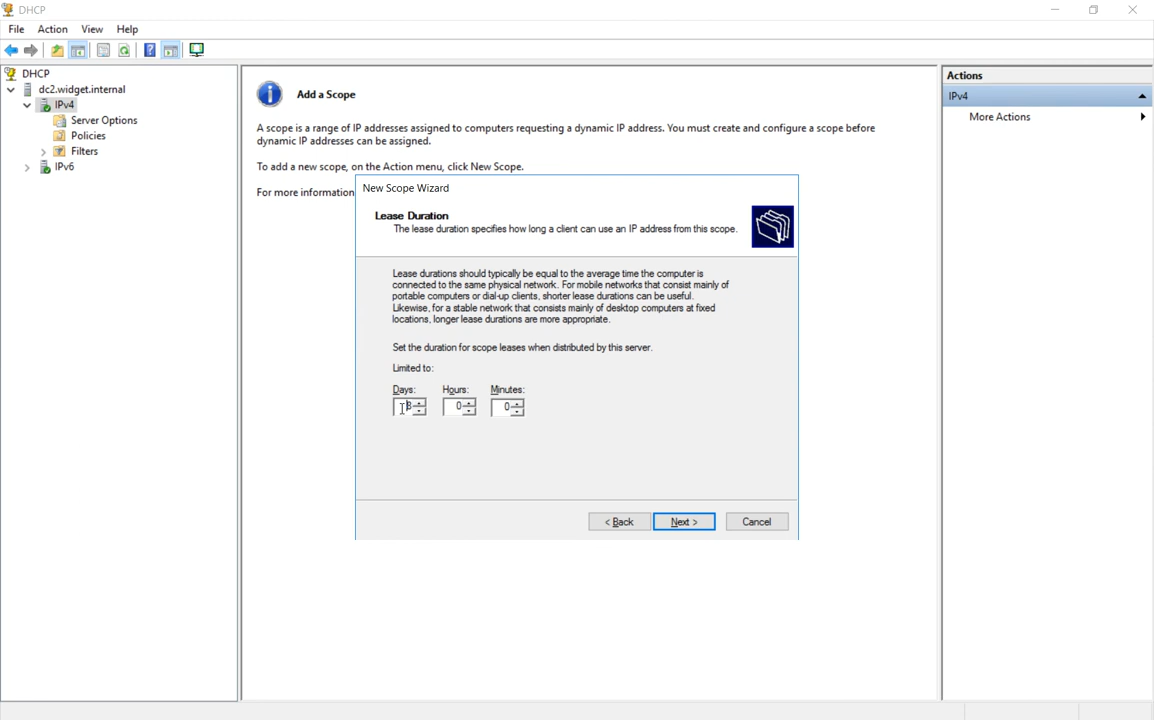 DHCP
File Action View Help
DHCP
dc2.widget.internal
IPv4
Server Options
Policies
Filters
IPv6
Add a Scope
A scope is a range of IP addresses assigned to computers requesting a dynamic IP address. You must create and configure a scope before
dynamic IP addresses can be assigned.
To add a new scope, on the Action menu, click New Scope.
For more information
New Scope Wizard
Lease Duration
The lease duration specifies how long a client can use an IP address from this scope.
Lease durations should typically be equal to the average time the computer is
connected to the same physical network. For mobile networks that consist mainly of
portable computers or dial-up clients, shorter lease durations can be useful.
Likewise, for a stable network that consists mainly of desktop computers at fixed
locations, longer lease durations are more appropriate.
Set the duration for scope leases when distributed by this server.
Limited to:
Days: Hours: Minutes:
8 0 0
< Back Next > Cancel
Actions
IPv4
More Actions